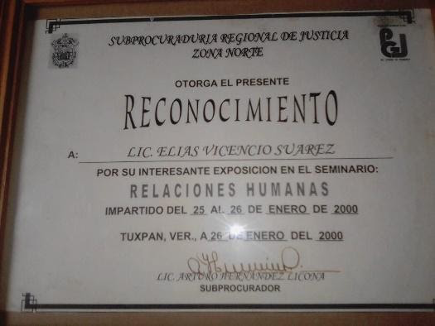 SUBPROCURADURIA REGIONAL DE JUSTICIA
ZONA NORTE
OTORGA EL PRESENTE
RECONOCIMIENTO
A: LIC. ELIAS VICENCIO SUAREZ
POR SU INTERESANTE EXPOSICION EN EL SEMINARIO:
RELACIONES HUMANAS
IMPARTIDO DEL 25 AL 26 DE ENERO DE 2000
TUXPAN, VER., A 26 DE ENERO DEL 2000
LIC. ARTURO HERNANDEZ LICONA
SUBPROCURADOR